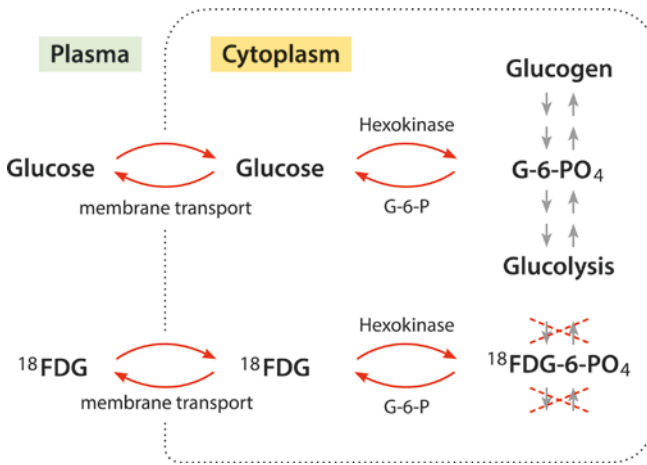 Plasma
Cytoplasm
Glucogen
Hexokinase
Glucose
Glucose
G-6-PO₄
membrane transport
G-6-P
Glucolysis
Hexokinase
¹⁸FDG
¹⁸FDG
¹⁸FDG-6-PO₄
membrane transport
G-6-P